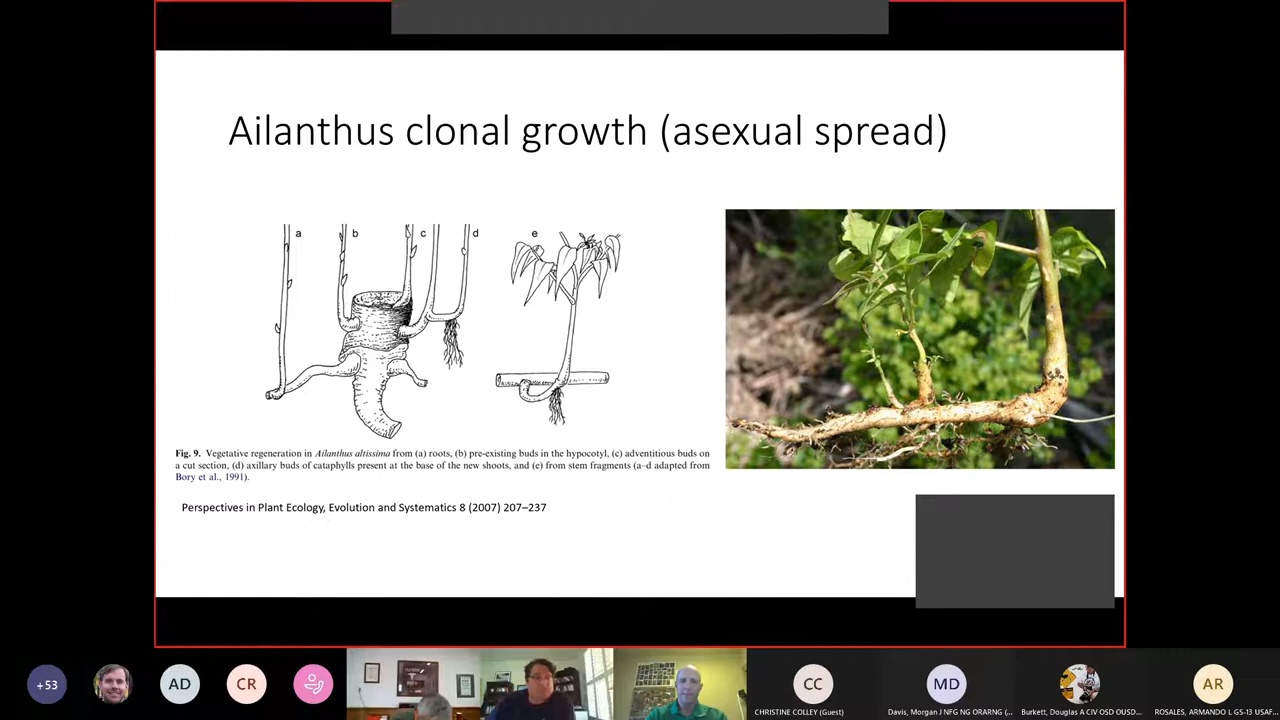 Ailanthus clonal growth (asexual spread)
a b c d e
Fig. 9. Vegetative regeneration in Ailanthus altissima from (a) roots, (b) pre-existing buds in the hypocotyl, (c) adventitious buds on
a cut section, (d) axillary buds of cataphylls present at the base of the new shoots, and (e) from stem fragments (a–d adapted from
Bory et al., 1991).
Perspectives in Plant Ecology, Evolution and Systematics 8 (2007) 207–237
+53 AD CR CC MD AR
CHRISTINE COLLEY (Guest) Davis, Morgan J NFG NG ORARNG (... Burkett, Douglas A CIV OSD OUSD... ROSALES, ARMANDO L GS-13 USAF...